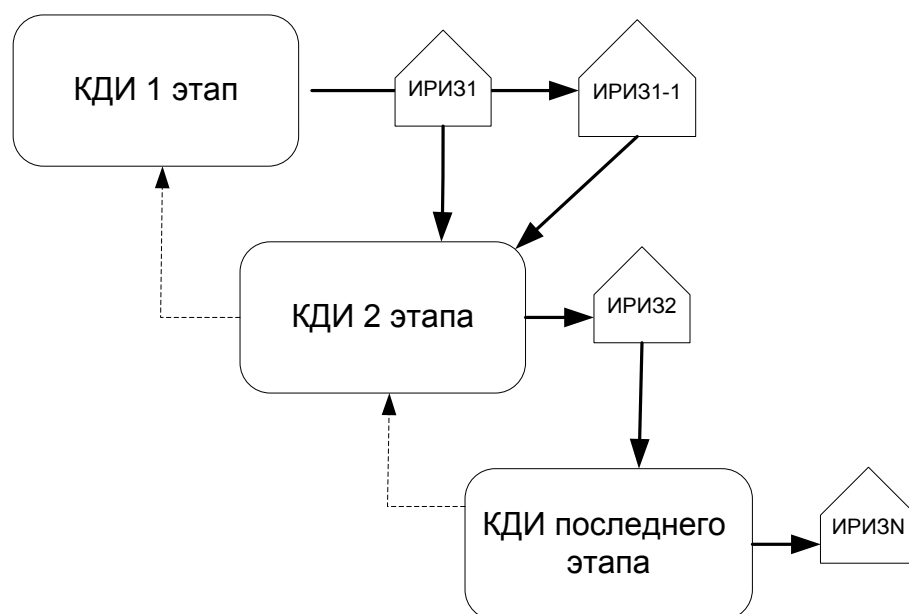 КДИ 1 этап
ИРИЗ1
ИРИЗ1-1
КДИ 2 этапа
ИРИЗ2
КДИ последнего
этапа
ИРИЗN